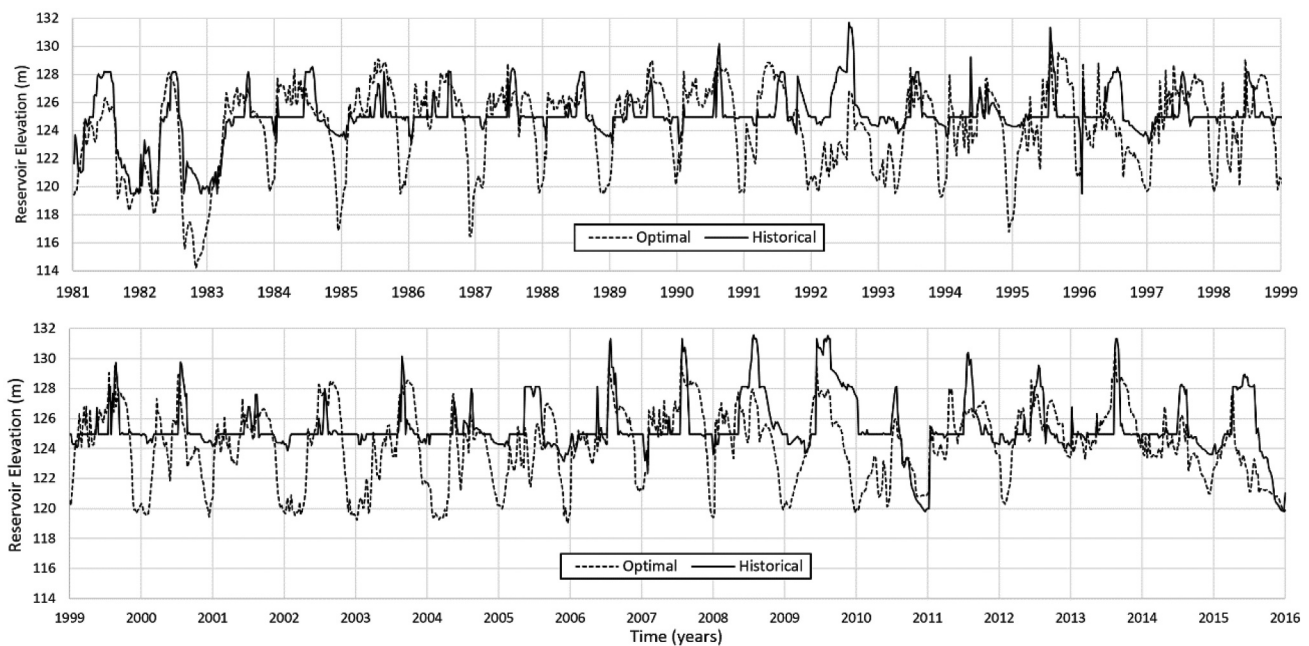 Reservoir Elevation (m)
132
130
128
126
124
122
120
118
116
114
Optimal Historical
1981 1982 1983 1984 1985 1986 1987 1988 1989 1990 1991 1992 1993 1994 1995 1996 1997 1998 1999
Reservoir Elevation (m)
132
130
128
126
124
122
120
118
116
114
Optimal Historical
1999 2000 2001 2002 2003 2004 2005 2006 2007 2008 2009 2010 2011 2012 2013 2014 2015 2016
Time (years)